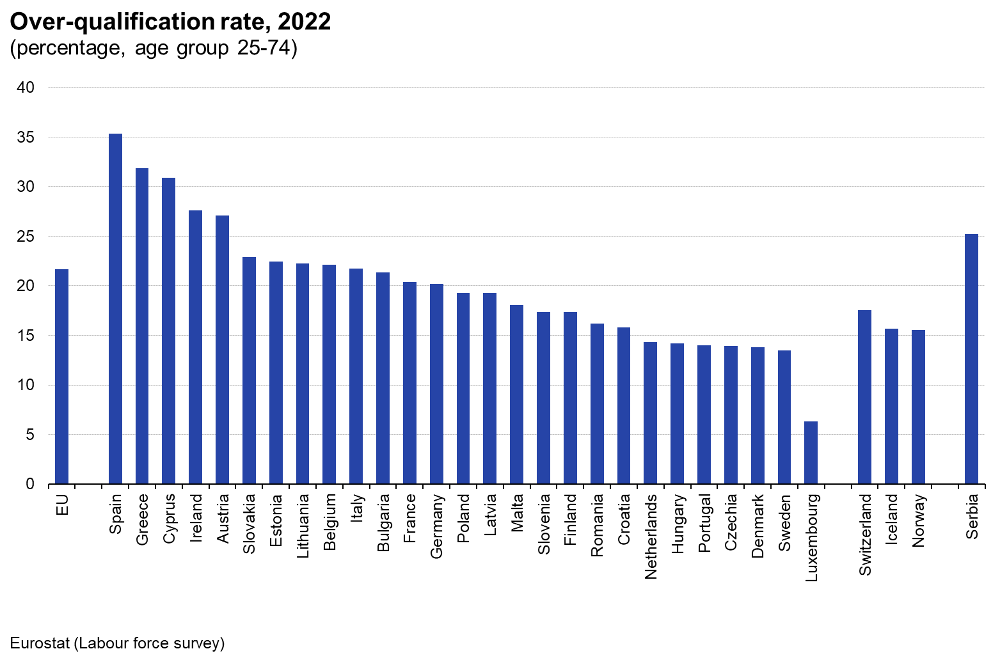 Over-qualification rate, 2022
(percentage, age group 25-74)
40
35
30
25
20
15
10
5
0
EU
Spain
Greece
Cyprus
Ireland
Austria
Slovakia
Estonia
Lithuania
Belgium
Italy
Bulgaria
France
Germany
Poland
Latvia
Malta
Slovenia
Finland
Romania
Croatia
Netherlands
Hungary
Portugal
Czechia
Denmark
Sweden
Luxembourg
Switzerland
Iceland
Norway
Serbia
Eurostat (Labour force survey)